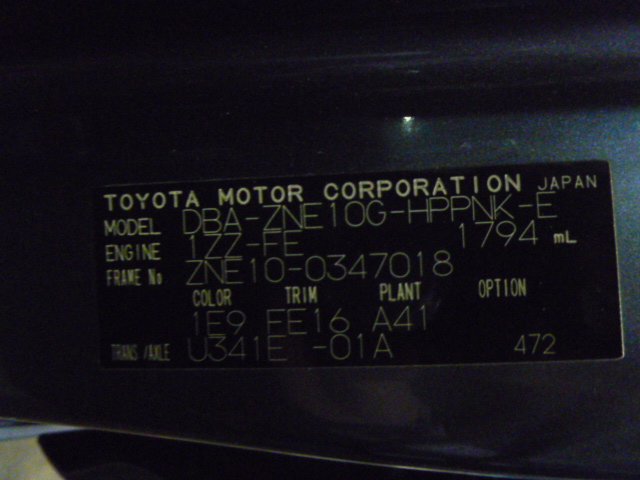 TOYOTA MOTOR CORPORATION JAPAN
MODEL DBA-ZNE10G-HPPNK-E
ENGINE 1ZZ-FE 1794 mL
FRAME No ZNE10-0347018
COLOR TRIM PLANT OPTION
1E9 FE16 A41
TRANS/AXLE U341E -01A 472